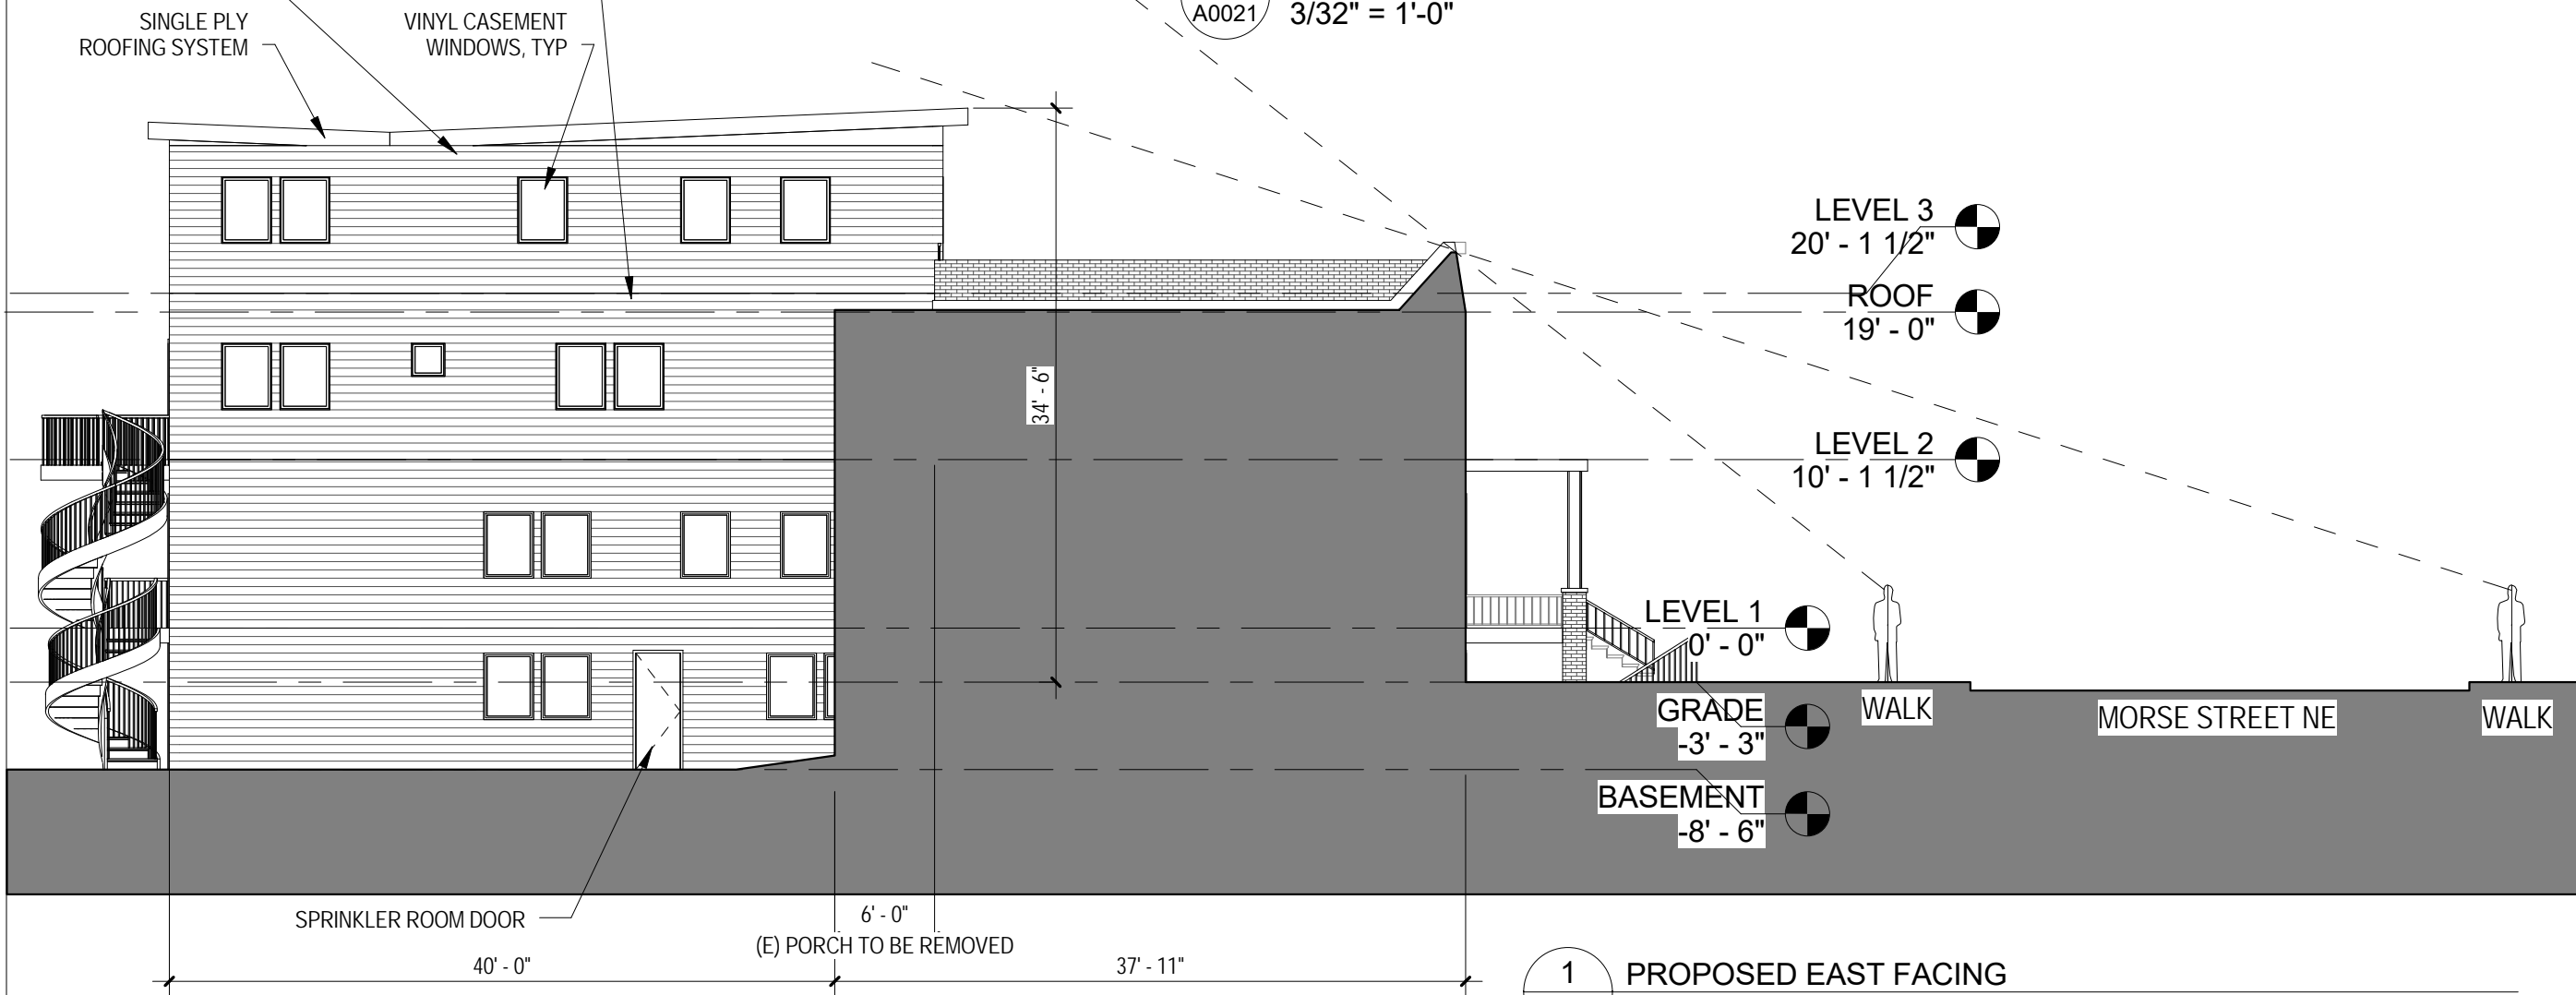 A0021
3/32" = 1'-0"
SINGLE PLY
ROOFING SYSTEM
VINYL CASEMENT
WINDOWS, TYP
LEVEL 3
20' - 1 1/2"
ROOF
19' - 0"
34' - 6"
LEVEL 2
10' - 1 1/2"
LEVEL 1
0' - 0"
GRADE
-3' - 3"
WALK
MORSE STREET NE
WALK
BASEMENT
-8' - 6"
SPRINKLER ROOM DOOR
6' - 0"
(E) PORCH TO BE REMOVED
40' - 0"
37' - 11"
1
PROPOSED EAST FACING